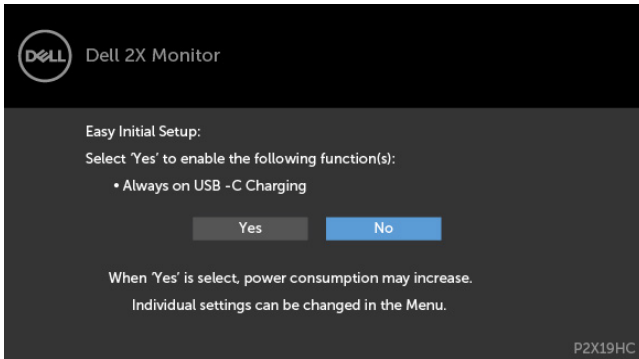 DELL Dell 2X Monitor
Easy Initial Setup:
Select ‘Yes’ to enable the following function(s):
• Always on USB -C Charging
Yes No
When ‘Yes’ is select, power consumption may increase.
Individual settings can be changed in the Menu.
P2X19HC